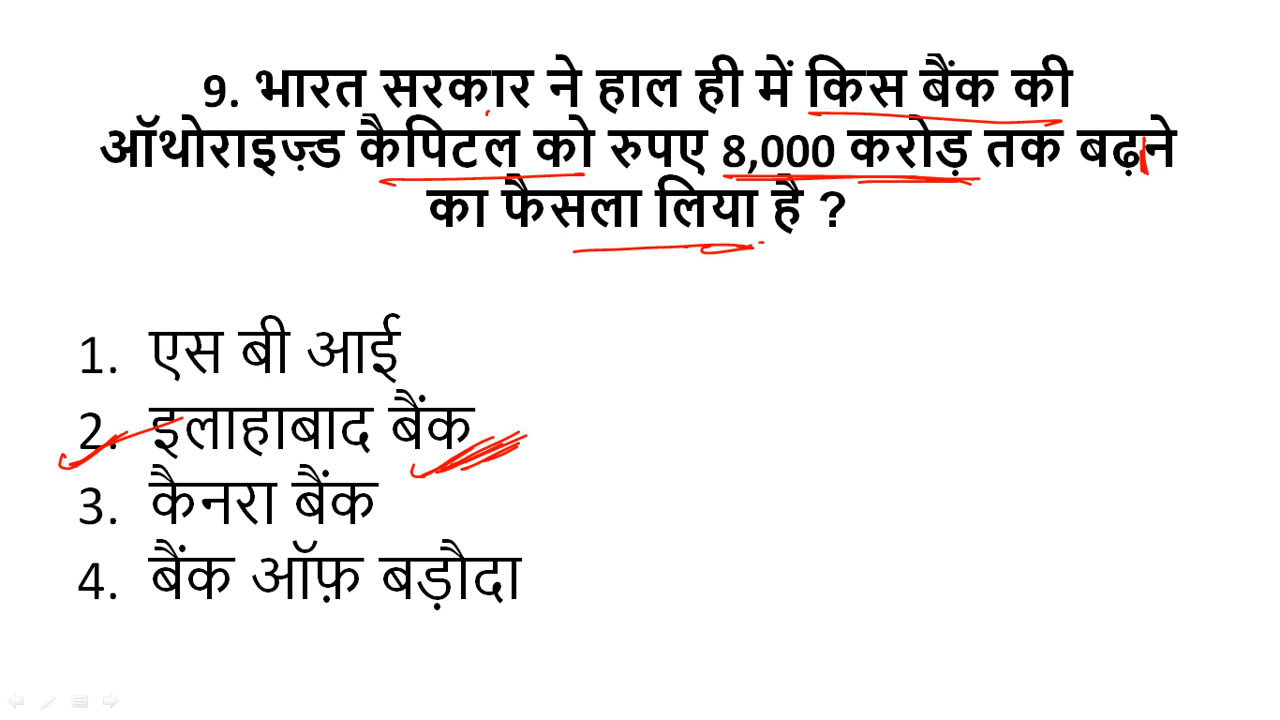 9. भारत सरकार ने हाल ही में किस बैंक की
ऑथोराइज़्ड कैपिटल को रुपए 8,000 करोड़ तक बढ़ाने
का फैसला लिया है ?
1. एस बी आई
2. इलाहाबाद बैंक
3. कैनरा बैंक
4. बैंक ऑफ़ बड़ौदा